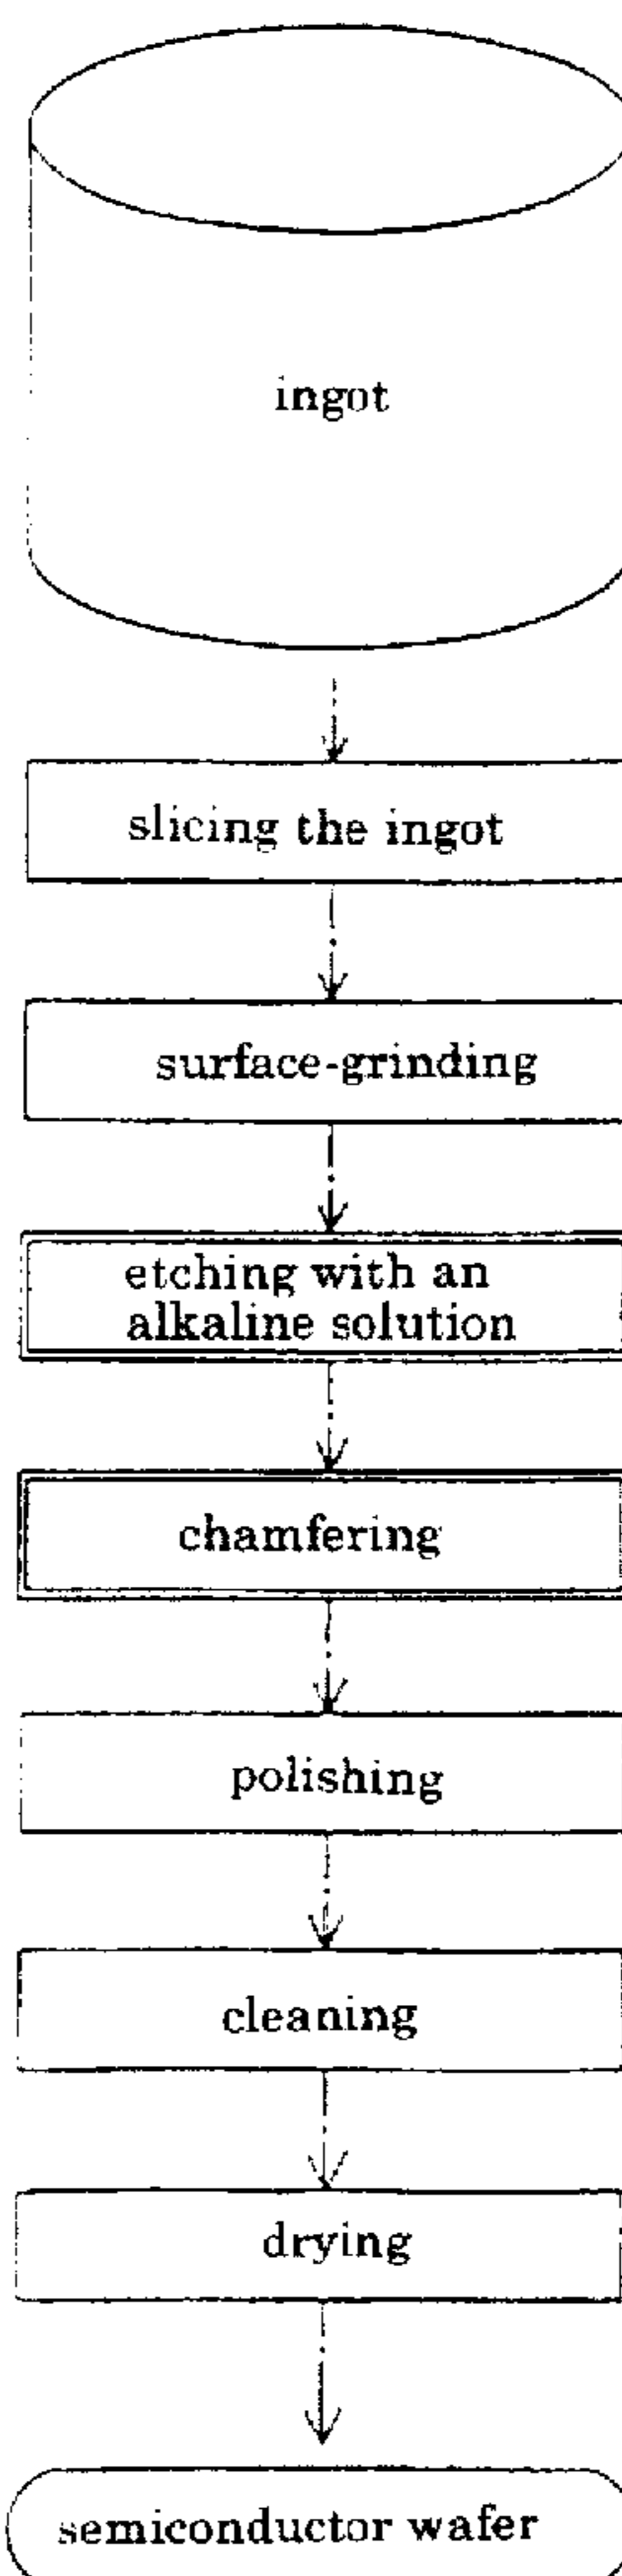 ingot
slicing the ingot
surface-grinding
etching with an
alkaline solution
chamfering
polishing
cleaning
drying
semiconductor wafer